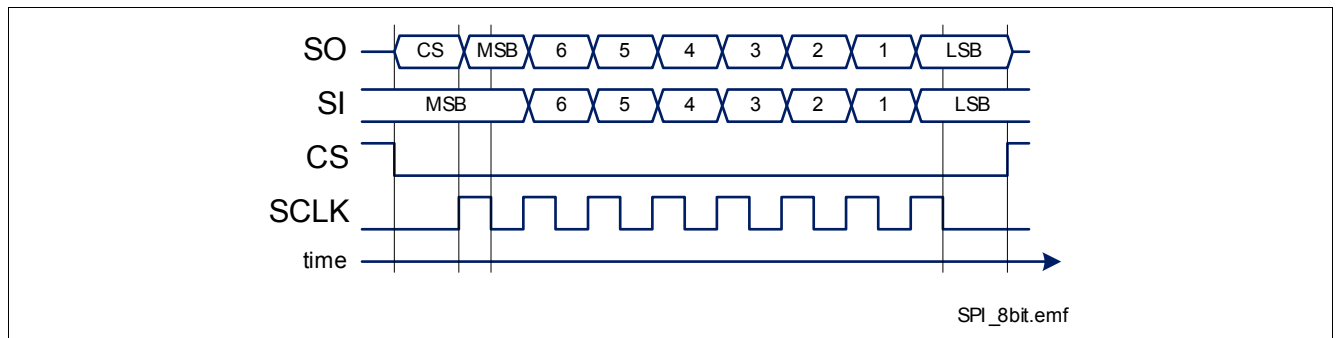 SO CS MSB 6 5 4 3 2 1 LSB
SI MSB 6 5 4 3 2 1 LSB
CS
SCLK
time
SPI_8bit.emf